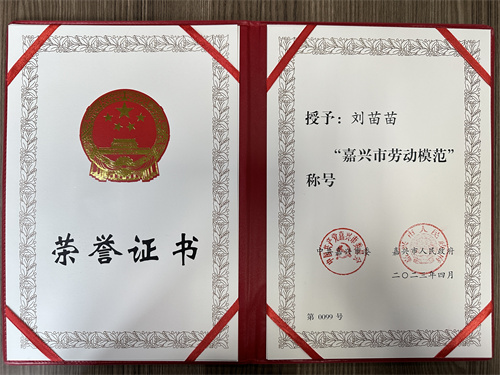 荣誉证书
授予：刘苗苗
“嘉兴市劳动模范”
称号
嘉兴市人民政府
二〇二三年四月
第 0099 号